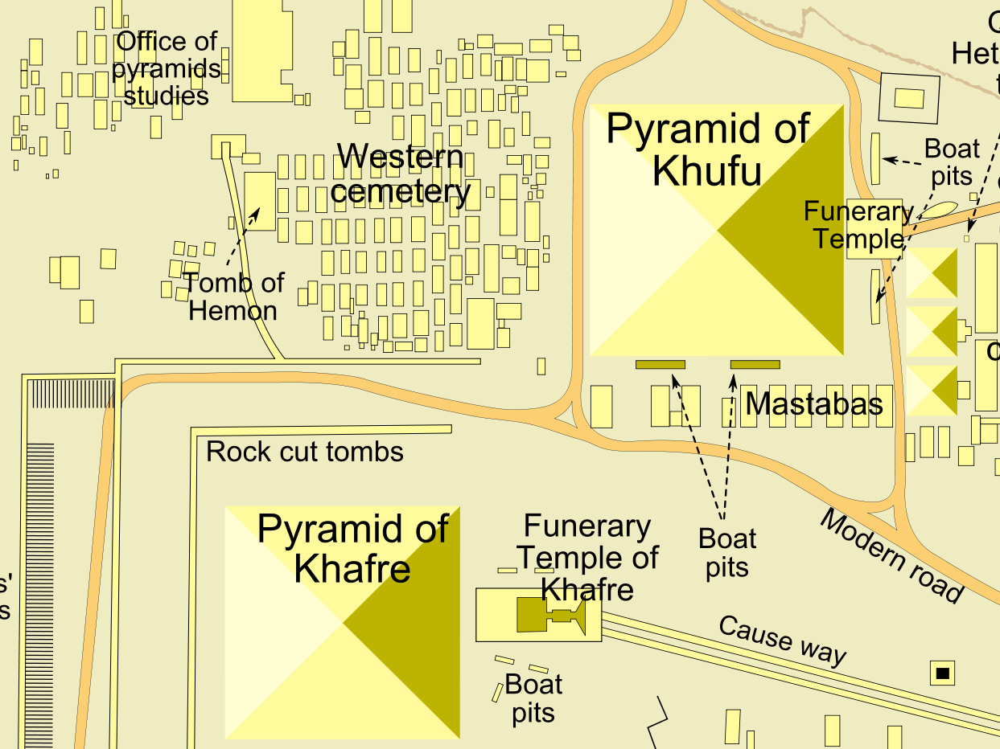 Office of
pyramids
studies
Western
cemetery
Pyramid of
Khufu
Het
Boat
pits
Funerary
Temple
Tomb of
Hemon
Mastabas
Rock cut tombs
Pyramid of
Khafre
Funerary
Temple of
Khafre
Boat
pits
Modern road
Cause way
Boat
pits